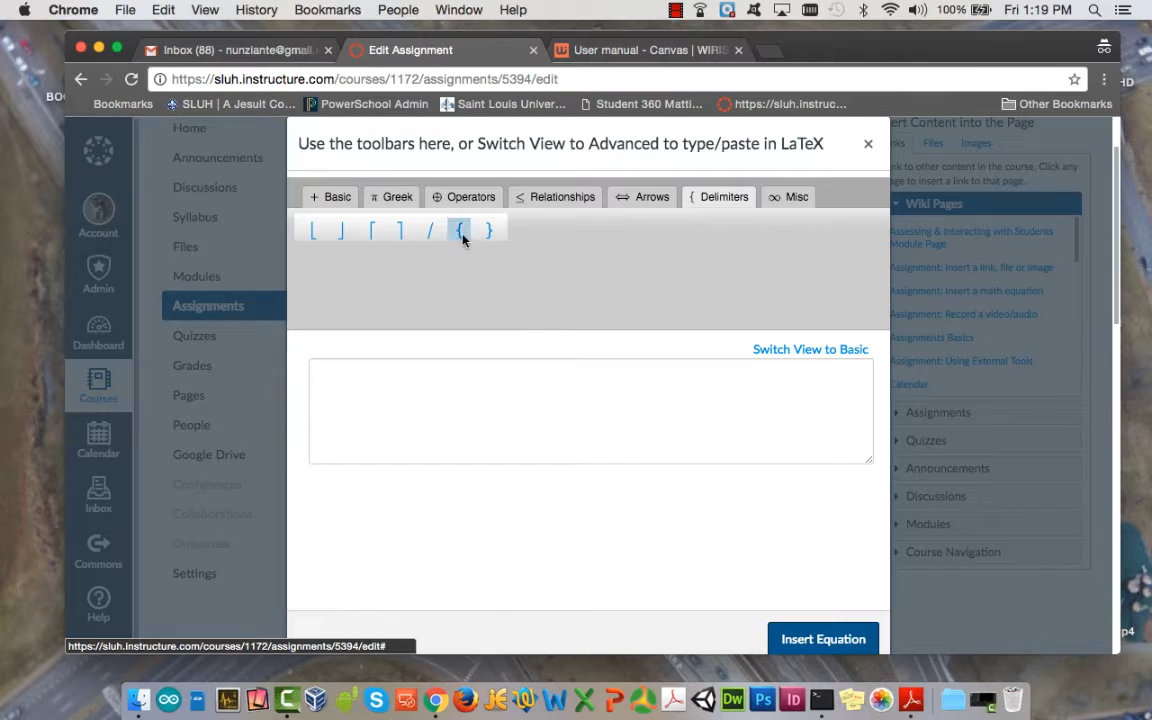 Chrome File Edit View History Bookmarks People Window Help 100% Fri 1:19 PM
Inbox (88) - nunziante@gmail. Edit Assignment User manual - Canvas | WIRIS
https://sluh.instructure.com/courses/1172/assignments/5394/edit
Bookmarks SLUH | A Jesuit Co... PowerSchool Admin Saint Louis Univer... Student 360 Matti... https://sluh.instruc... Other Bookmarks
Home
Announcements
Discussions
Syllabus
Files
Modules
Assignments
Quizzes
Grades
Pages
People
Google Drive
Conferences
Collaborations
Outcomes
Settings
Account
Admin
Dashboard
Courses
Calendar
Inbox
Commons
Help
Use the toolbars here, or Switch View to Advanced to type/paste in LaTeX ×
+ Basic π Greek ⊕ Operators ≤ Relationships ⇔ Arrows { Delimiters ∞ Misc
⌊ ⌋ ⌈ ⌉ / { }
Switch View to Basic
Insert Equation
ert Content into the Page
nks Files Images
nk to other content in the course. Click any
age to insert a link to that page.
Wiki Pages
Assessing & Interacting with Students
Module Page
Assignment: Insert a link, file or image
Assignment: Insert a math equation
Assignment: Record a video/audio
Assignments Basics
Assignment: Using External Tools
Calendar
Assignments
Quizzes
Announcements
Discussions
Modules
Course Navigation
https://sluh.instructure.com/courses/1172/assignments/5394/edit#
BO
HD
p4